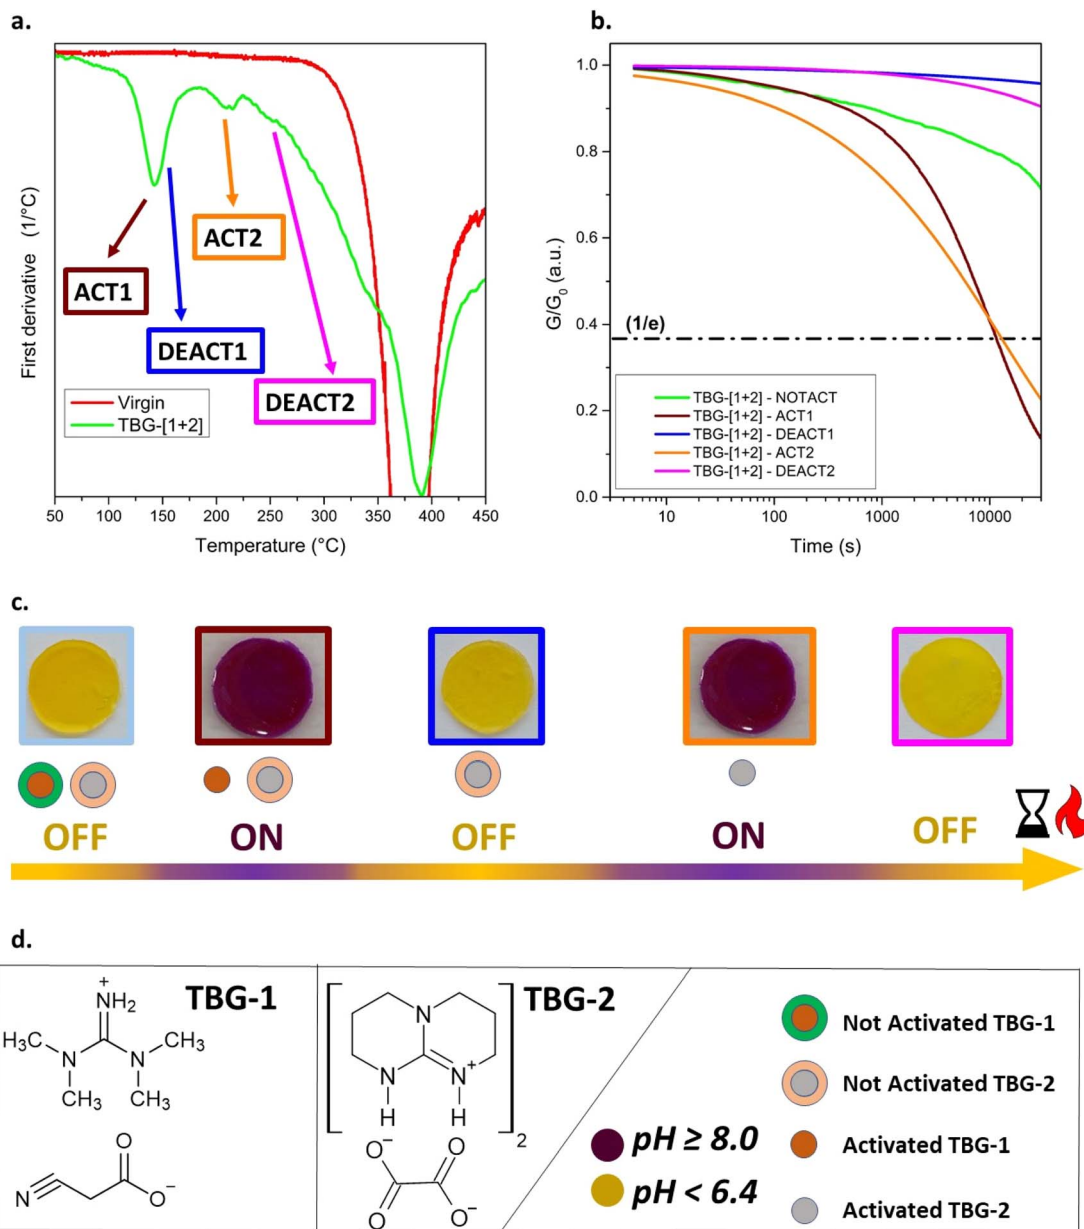 a.
First derivative (1/°C)
ACT1
DEACT1
ACT2
DEACT2
Virgin
TBG-[1+2]
50 100 150 200 250 300 350 400 450
Temperature (°C)
b.
G/G0 (a.u.)
1.0
0.8
0.6
0.4
0.2
0.0
(1/e)
TBG-[1+2] - NOTACT
TBG-[1+2] - ACT1
TBG-[1+2] - DEACT1
TBG-[1+2] - ACT2
TBG-[1+2] - DEACT2
10 100 1000 10000
Time (s)
c.
OFF ON OFF ON OFF
d.
TBG-1
+
NH2
H3C CH3
N N
CH3 CH3
O
N O−
TBG-2
N
N N+
H H
2
O− O
O O−
pH ≥ 8.0
pH < 6.4
Not Activated TBG-1
Not Activated TBG-2
Activated TBG-1
Activated TBG-2